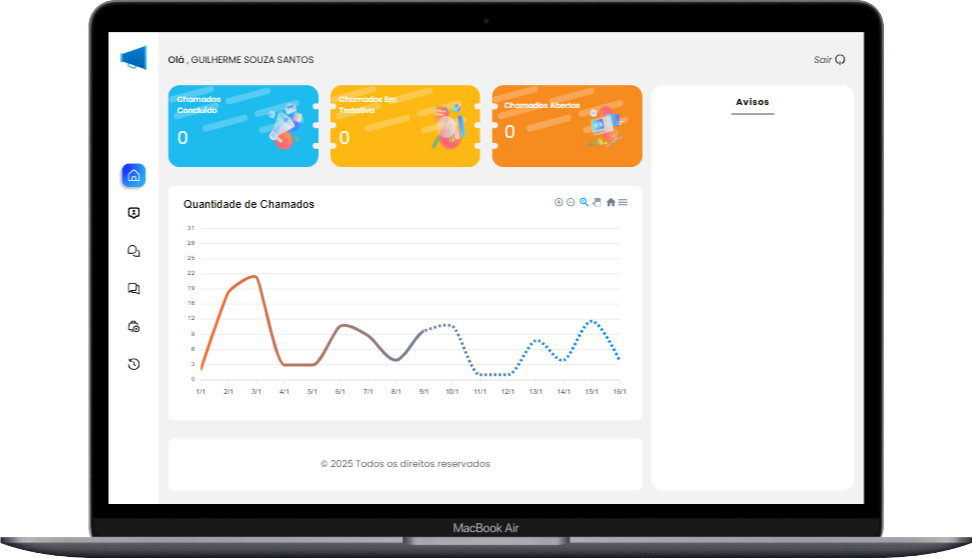 Olá , GUILHERME SOUZA SANTOS
Sair
Chamados
Concluído
0
Chamados Em
Tratativa
0
Chamados Abertos
0
Avisos
Quantidade de Chamados
31
28
25
22
19
16
12
9
6
3
0
1/1 2/1 3/1 4/1 5/1 6/1 7/1 8/1 9/1 10/1 11/1 12/1 13/1 14/1 15/1 16/1
© 2025 Todos os direitos reservados
MacBook Air